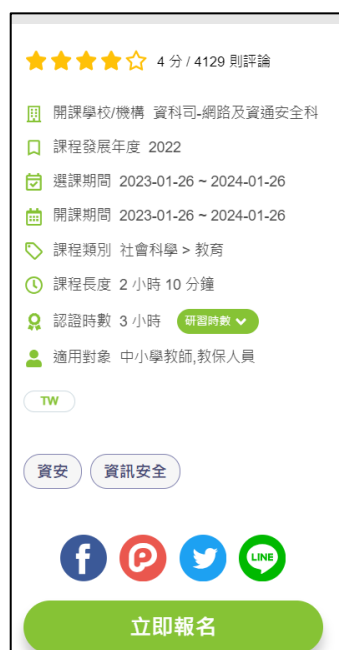 4 分 / 4129 則評論
開課學校/機構 資科司-網路及資通安全科
課程發展年度 2022
選課期間 2023-01-26 ~ 2024-01-26
開課期間 2023-01-26 ~ 2024-01-26
課程類別 社會科學 > 教育
課程長度 2 小時 10 分鐘
認證時數 3 小時 研習時數
適用對象 中小學教師,教保人員
TW
資安 資訊安全
LINE
立即報名